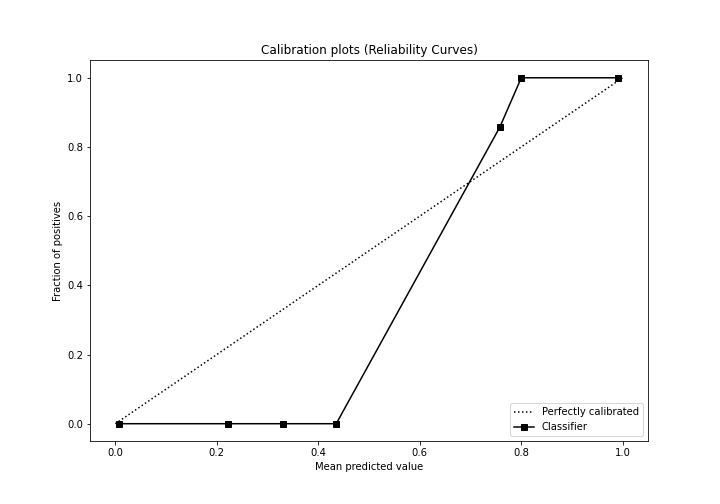 Calibration plots (Reliability Curves)
1.0
0.8
0.6
0.4
0.2
0.0
Fraction of positives
0.0 0.2 0.4 0.6 0.8 1.0
Mean predicted value
Perfectly calibrated
Classifier